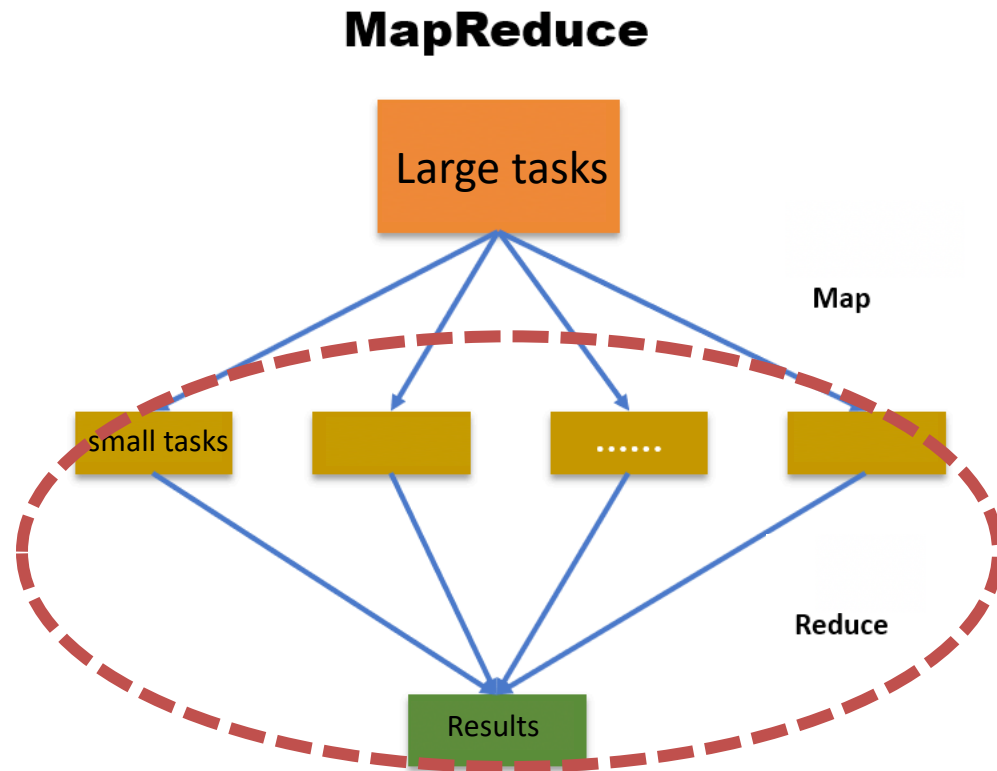 MapReduce
Large tasks
Map
small tasks
......
Reduce
Results